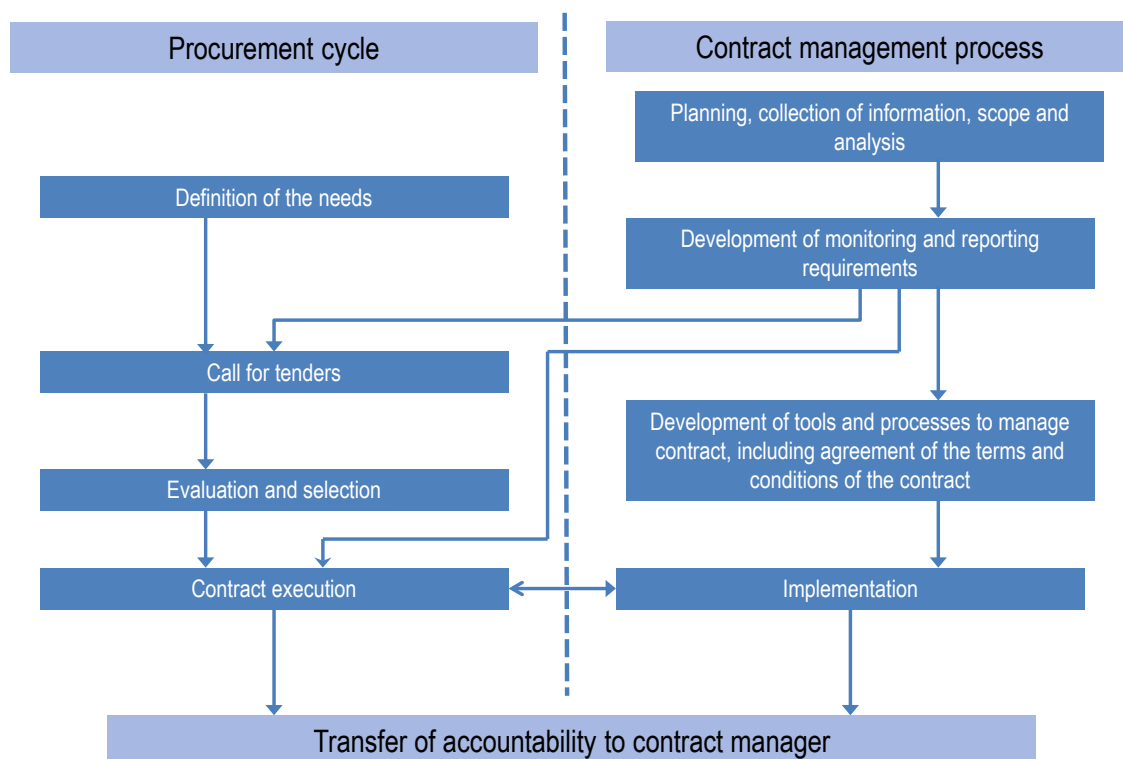 Procurement cycle
Contract management process
Planning, collection of information, scope and
analysis
Definition of the needs
Development of monitoring and reporting
requirements
Call for tenders
Development of tools and processes to manage
contract, including agreement of the terms and
conditions of the contract
Evaluation and selection
Contract execution
Implementation
Transfer of accountability to contract manager